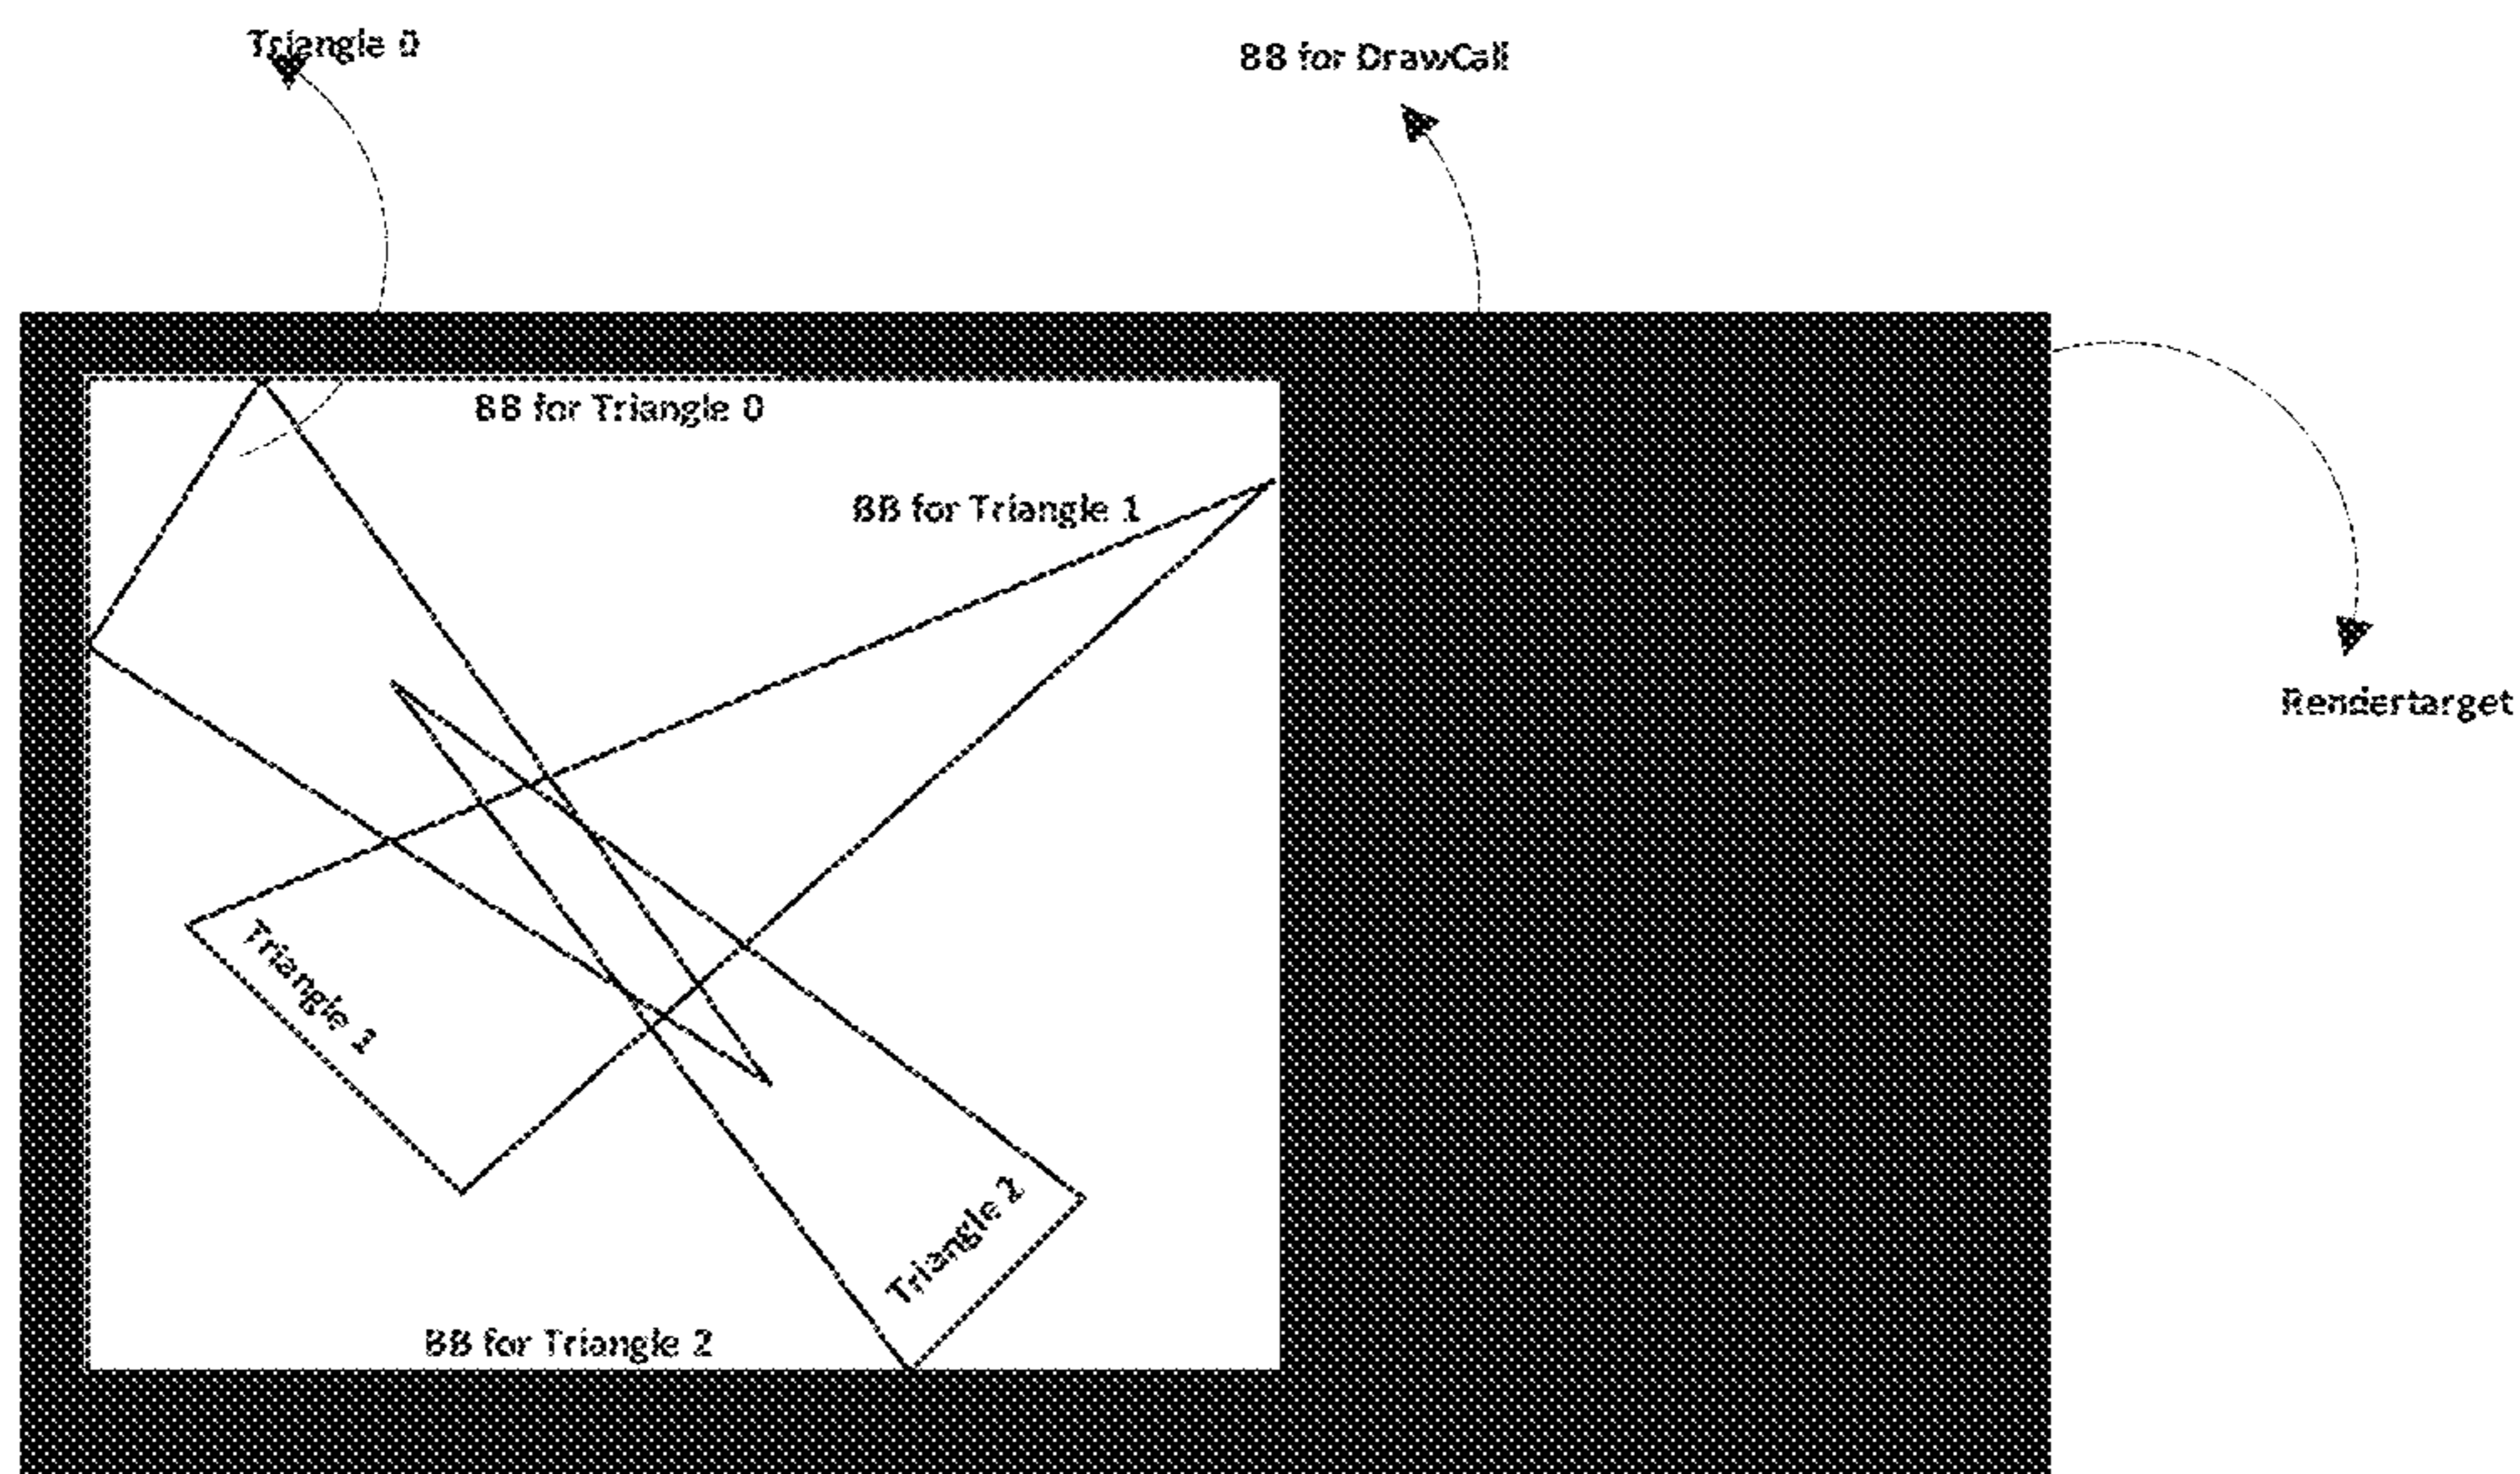 Triangle 0
BB for DrawCall
BB for Triangle 0
BB for Triangle 1
Rendertarget
Triangle 1
Triangle 2
BB for Triangle 2